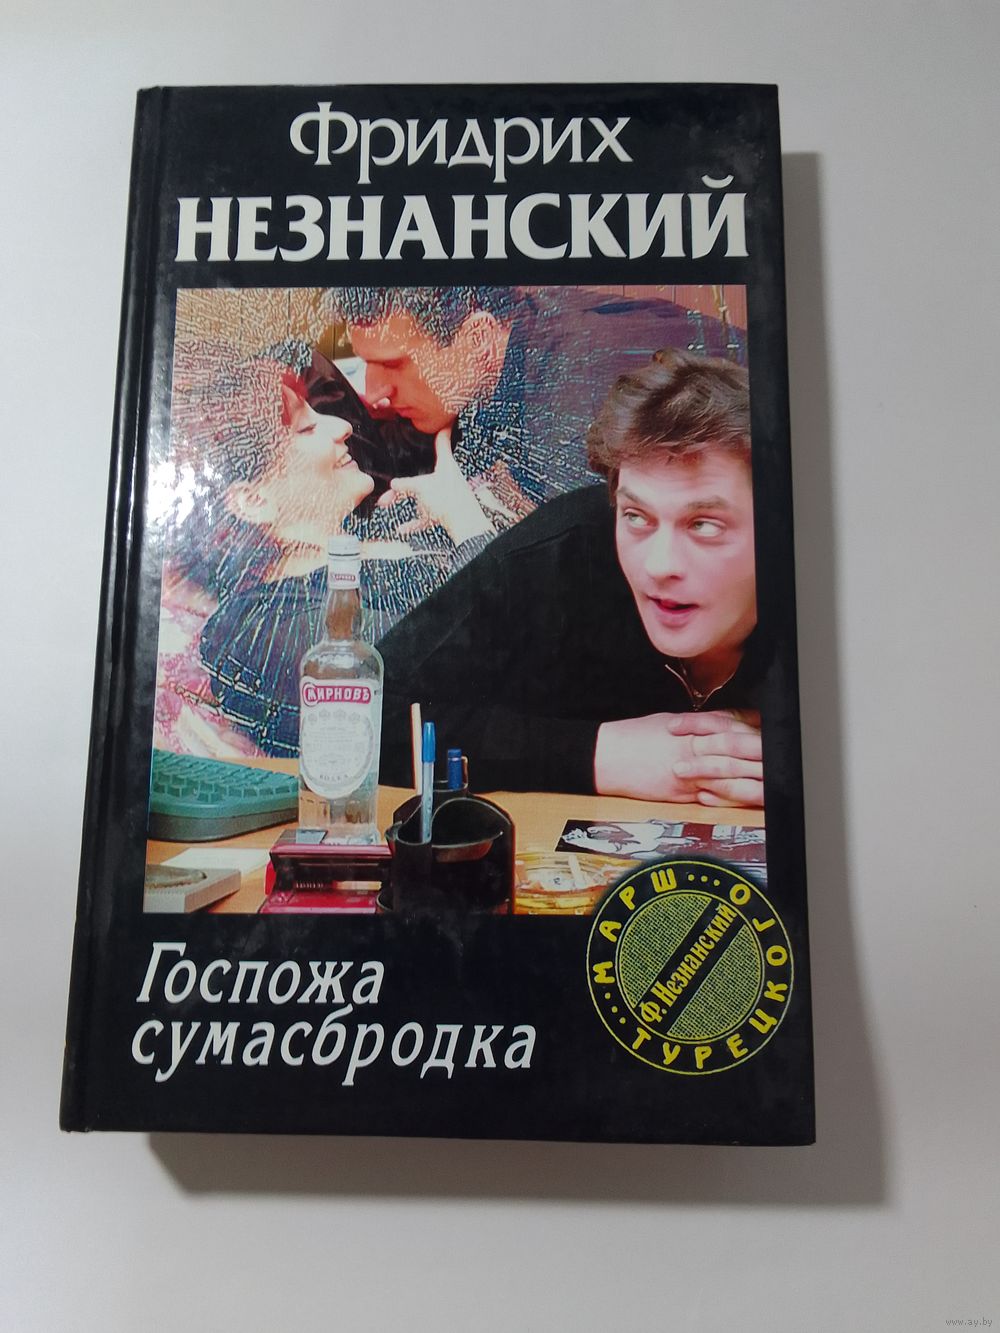 Фридрих
НЕЗНАНСКИЙ
СМИРНОВЪ
Госпожа
сумасбродка
...МАРШ...
ТУРЕЦКОГО
Ф.Незнанский
www.ay.by